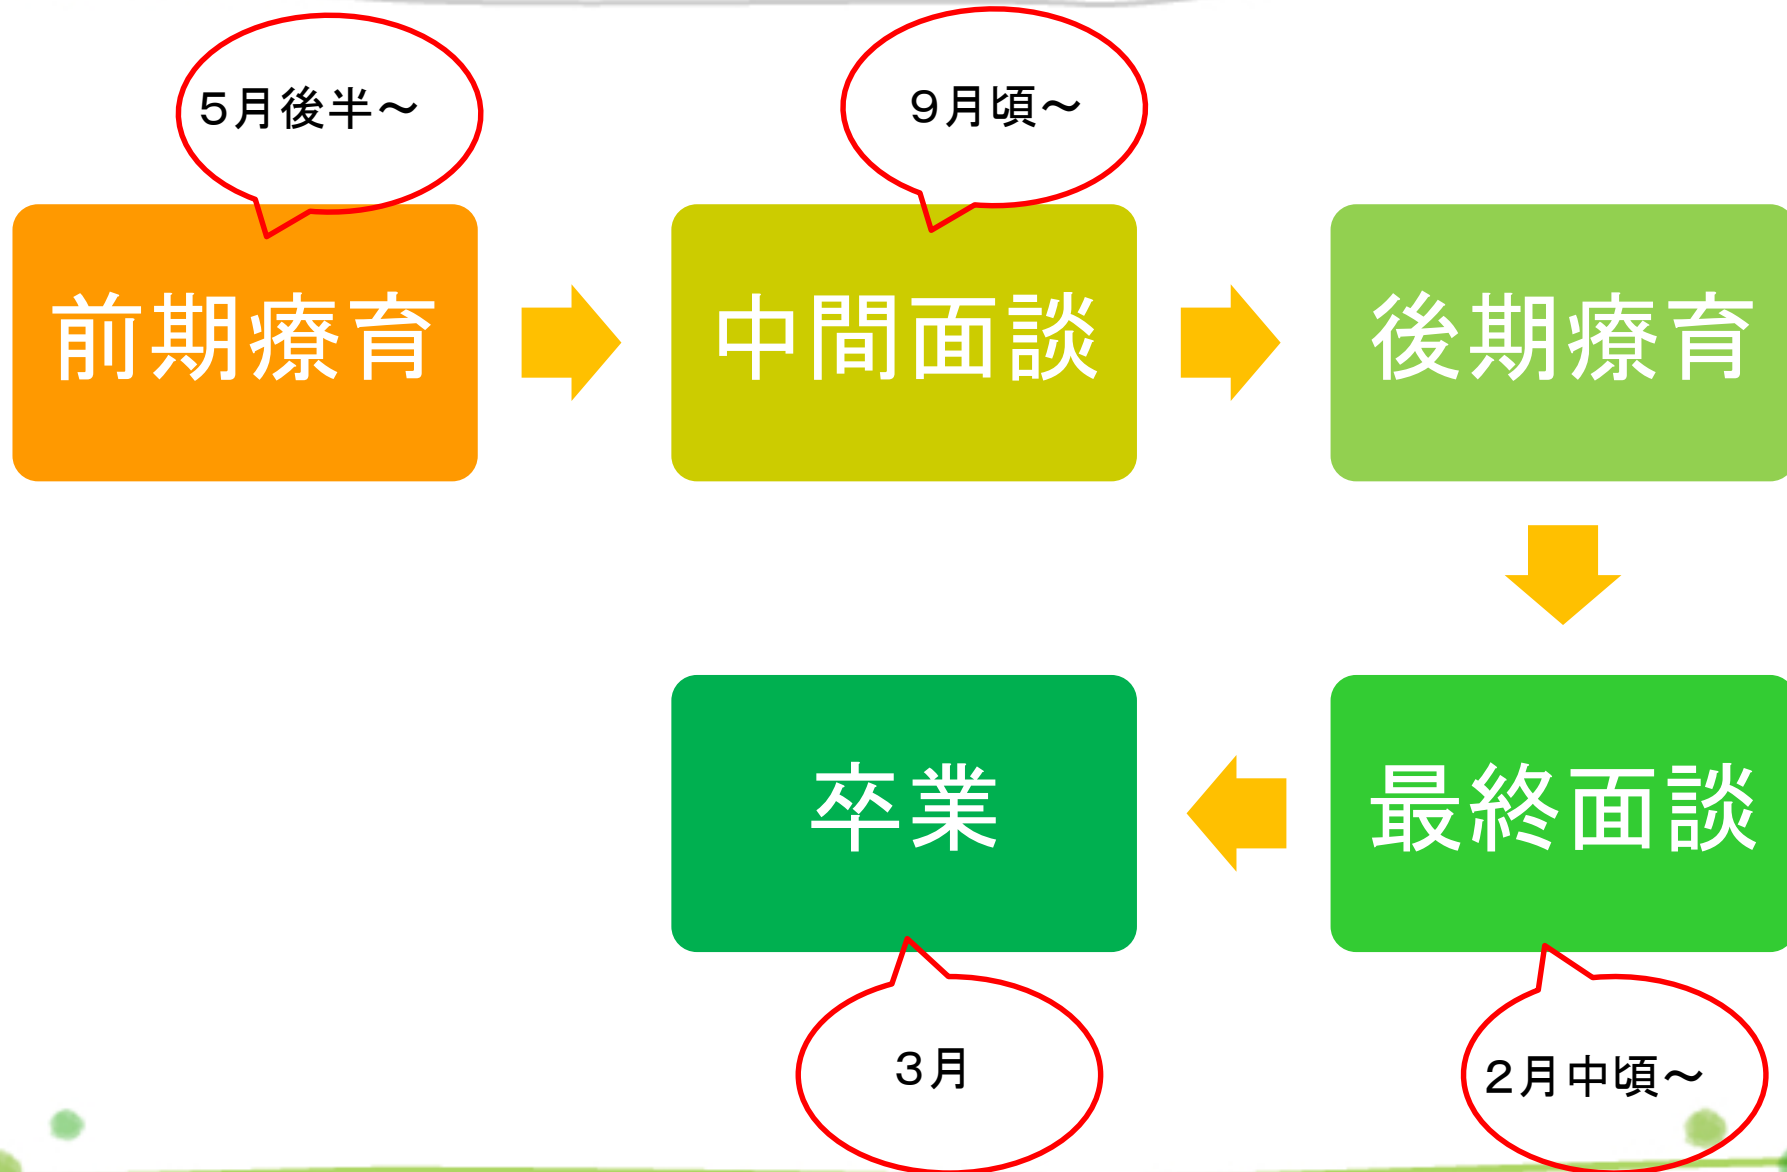 ５月後半～
９月頃～
前期療育
中間面談
後期療育
卒業
最終面談
３月
２月中頃～